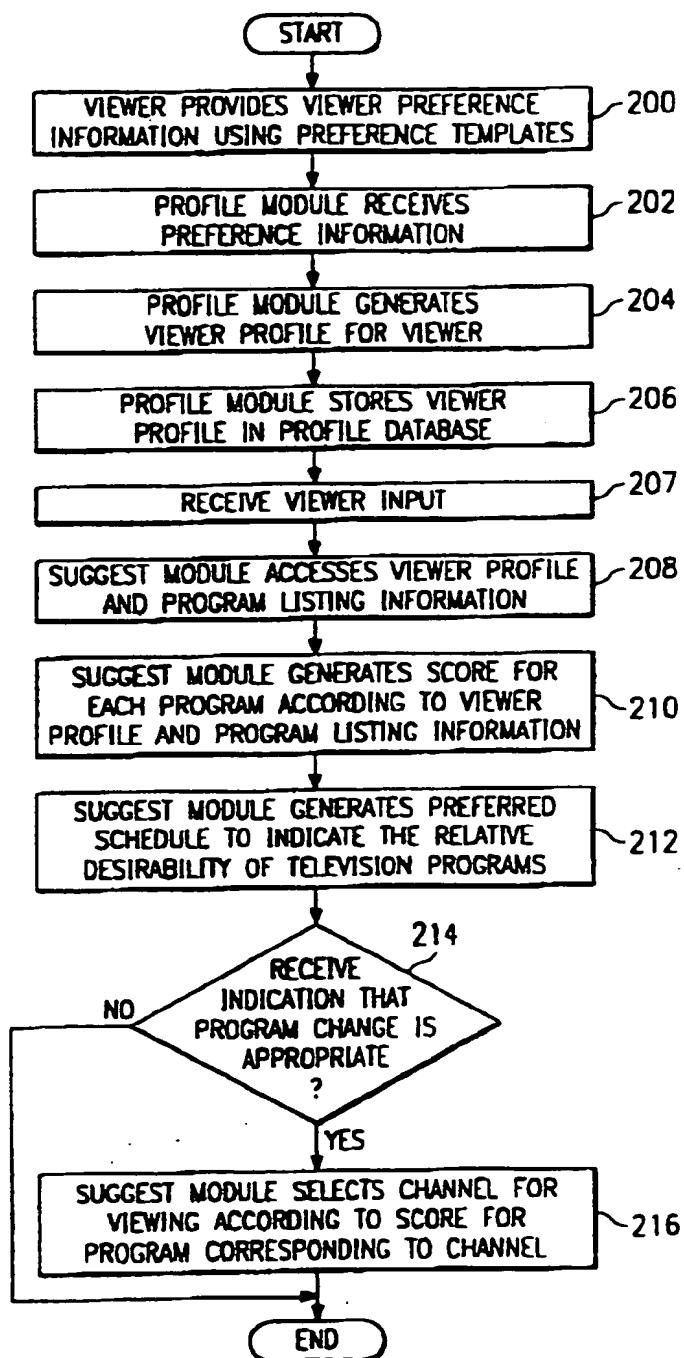 START
VIEWER PROVIDES VIEWER PREFERENCE
INFORMATION USING PREFERENCE TEMPLATES
200
PROFILE MODULE RECEIVES
PREFERENCE INFORMATION
202
PROFILE MODULE GENERATES
VIEWER PROFILE FOR VIEWER
204
PROFILE MODULE STORES VIEWER
PROFILE IN PROFILE DATABASE
206
RECEIVE VIEWER INPUT
207
SUGGEST MODULE ACCESSES VIEWER PROFILE
AND PROGRAM LISTING INFORMATION
208
SUGGEST MODULE GENERATES SCORE FOR
EACH PROGRAM ACCORDING TO VIEWER
PROFILE AND PROGRAM LISTING INFORMATION
210
SUGGEST MODULE GENERATES PREFERRED
SCHEDULE TO INDICATE THE RELATIVE
DESIRABILITY OF TELEVISION PROGRAMS
212
214
RECEIVE
INDICATION THAT
PROGRAM CHANGE IS
APPROPRIATE
?
NO
YES
SUGGEST MODULE SELECTS CHANNEL FOR
VIEWING ACCORDING TO SCORE FOR
PROGRAM CORRESPONDING TO CHANNEL
216
END